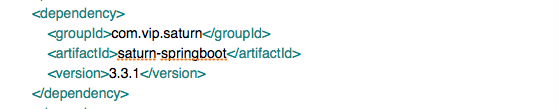 <dependency>
<groupId>com.vip.saturn</groupId>
<artifactId>saturn-springboot</artifactId>
<version>3.3.1</version>
</dependency>